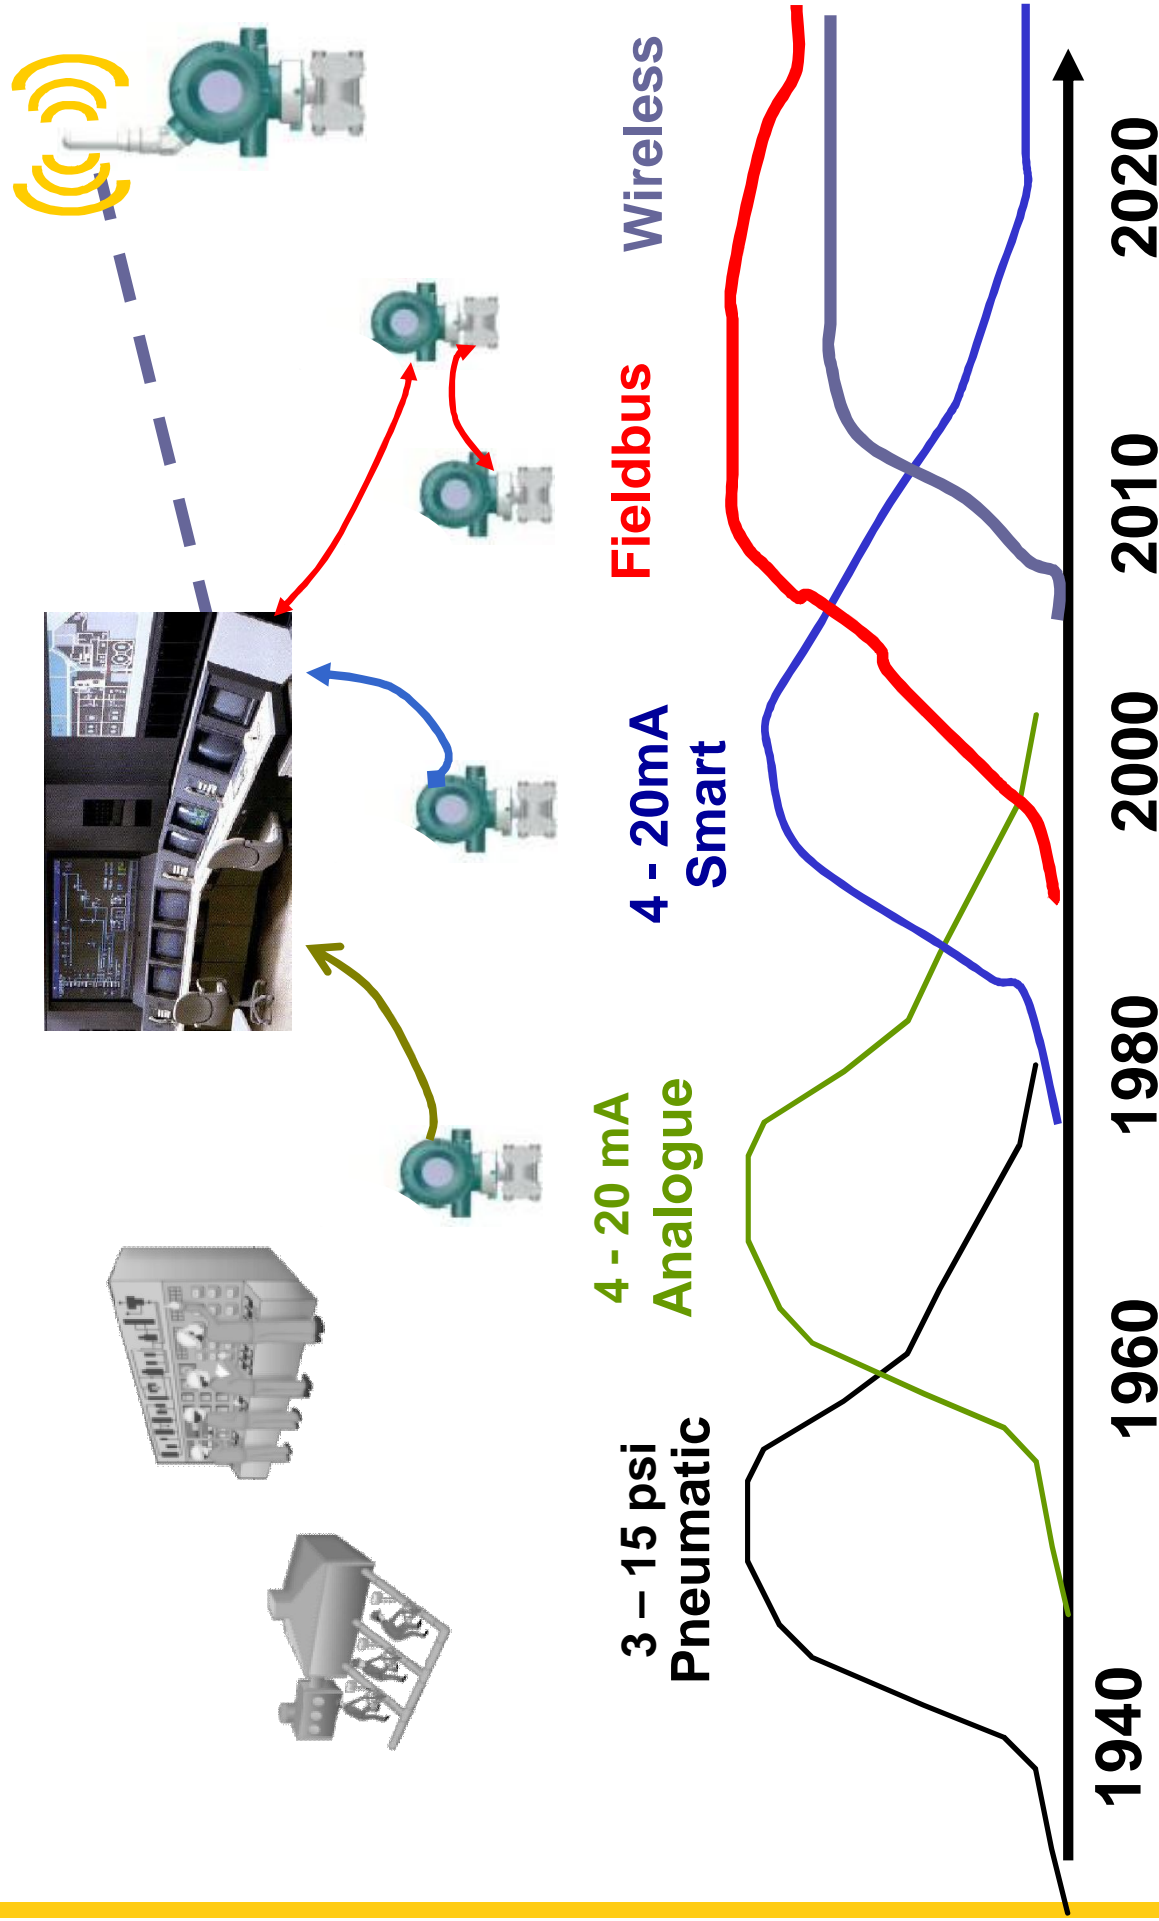 3 – 15 psi
Pneumatic
4 - 20 mA
Analogue
4 - 20mA
Smart
Fieldbus
Wireless
1940
1960
1980
2000
2010
2020